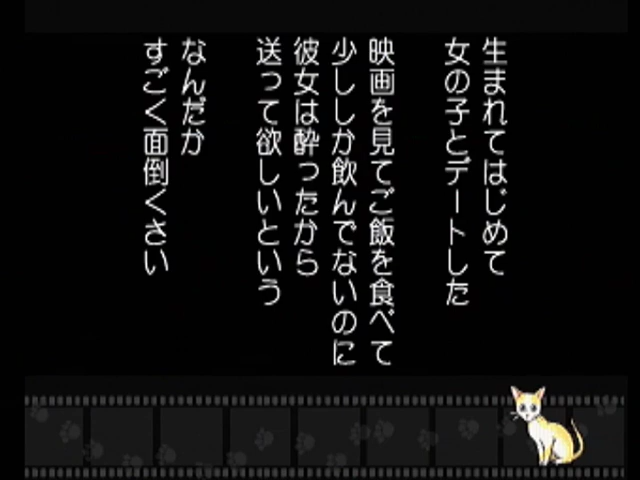 生まれてはじめて
女の子とデートした
映画を見てご飯を食べて
少ししか飲んでないのに
彼女は酔ったから
送って欲しいという
なんだか
すごく面倒くさい